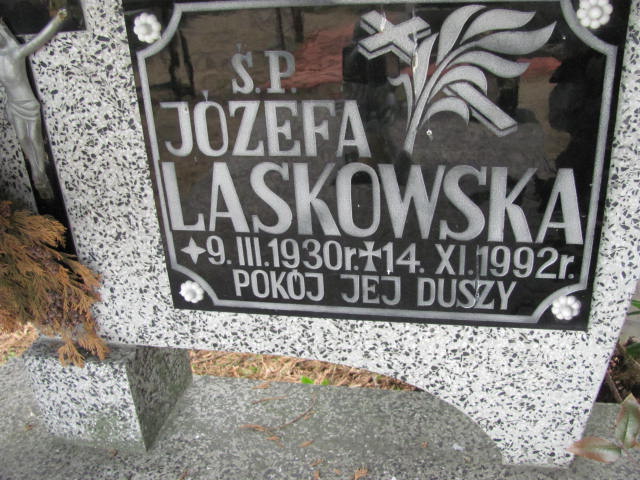 Ś.P.
JÓZEFA
LASKOWSKA
9. III. 1930r. 14. XI. 1992r.
POKÓJ JEJ DUSZY